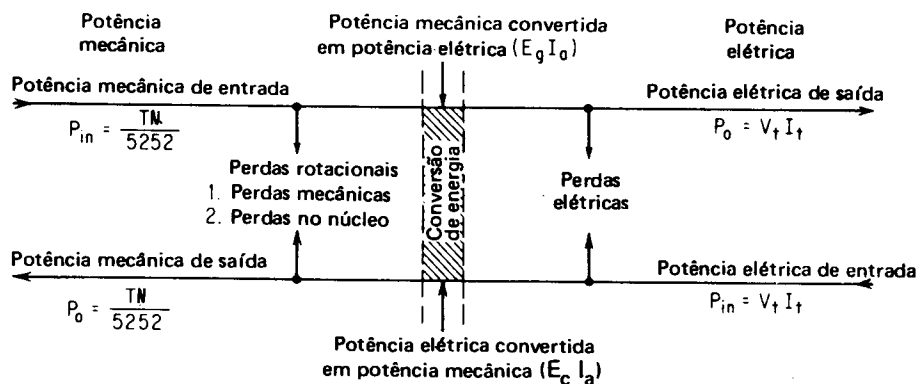 Potência
mecânica
Potência mecânica convertida
em potência elétrica (E_g I_a)
Potência
elétrica
Potência mecânica de entrada
P_in = TN / 5252
Potência elétrica de saída
P_o = V_t I_t
Perdas rotacionais
1. Perdas mecânicas
2. Perdas no núcleo
Conversão
de energia
Perdas
elétricas
Potência mecânica de saída
P_o = TN / 5252
Potência elétrica de entrada
P_in = V_t I_t
Potência elétrica convertida
em potência mecânica (E_c I_a)